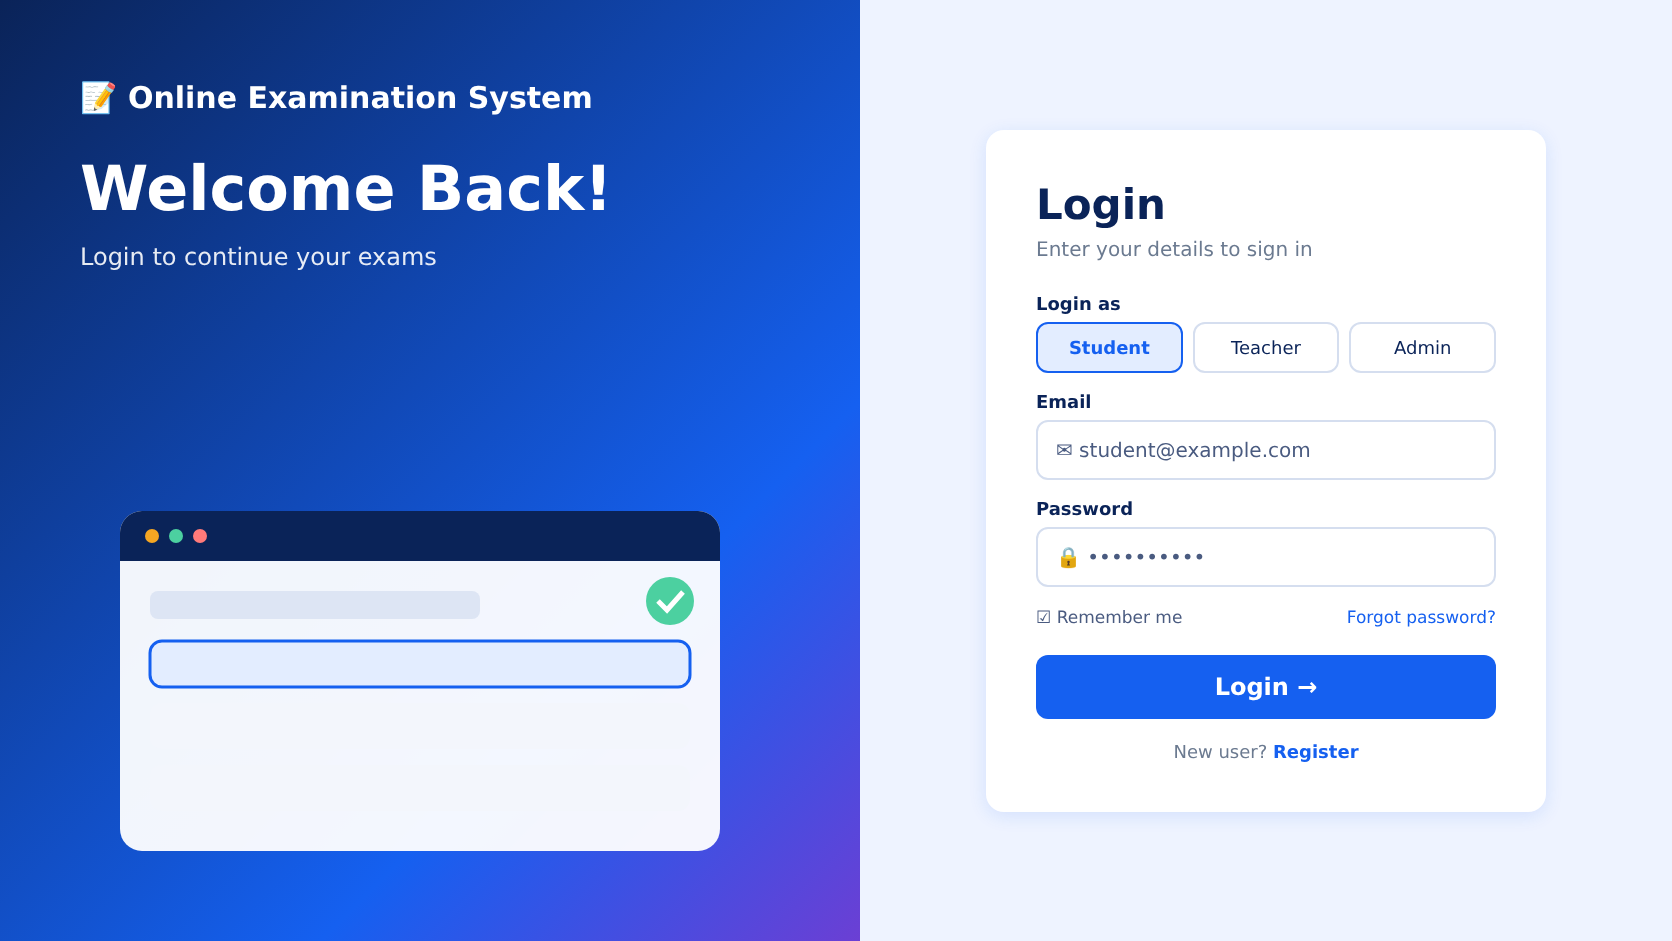 📝 Online Examination System
Welcome Back!
Login to continue your exams
Login
Enter your details to sign in
Login as
Student Teacher Admin
Email
✉ student@example.com
Password
🔒 ••••••••••
☑ Remember me Forgot password?
Login →
New user? Register